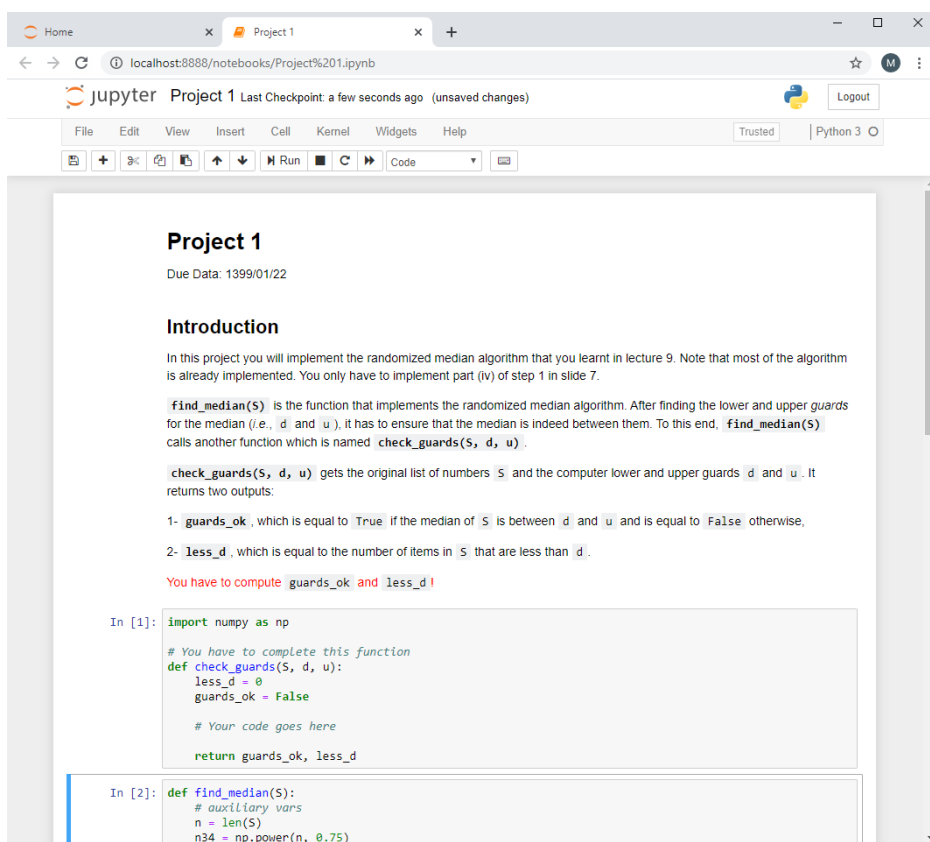 Home
Project 1
localhost:8888/notebooks/Project%201.ipynb
M
jupyter Project 1 Last Checkpoint: a few seconds ago (unsaved changes)
Logout
File Edit View Insert Cell Kernel Widgets Help
Trusted
Python 3
Run
Code
Project 1
Due Data: 1399/01/22
Introduction
In this project you will implement the randomized median algorithm that you learnt in lecture 9. Note that most of the algorithm
is already implemented. You only have to implement part (iv) of step 1 in slide 7.
find_median(S) is the function that implements the randomized median algorithm. After finding the lower and upper guards
for the median (i.e., d and u), it has to ensure that the median is indeed between them. To this end, find_median(S)
calls another function which is named check_guards(S, d, u).
check_guards(S, d, u) gets the original list of numbers S and the computer lower and upper guards d and u. It
returns two outputs:
1- guards_ok, which is equal to True if the median of S is between d and u and is equal to False otherwise,
2- less_d, which is equal to the number of items in S that are less than d.
You have to compute guards_ok and less_d!
In [1]: import numpy as np
# You have to complete this function
def check_guards(S, d, u):
    less_d = 0
    guards_ok = False
    # Your code goes here
    return guards_ok, less_d
In [2]: def find_median(S):
    # auxiliary vars
    n = len(S)
    n34 = np.power(n, 0.75)